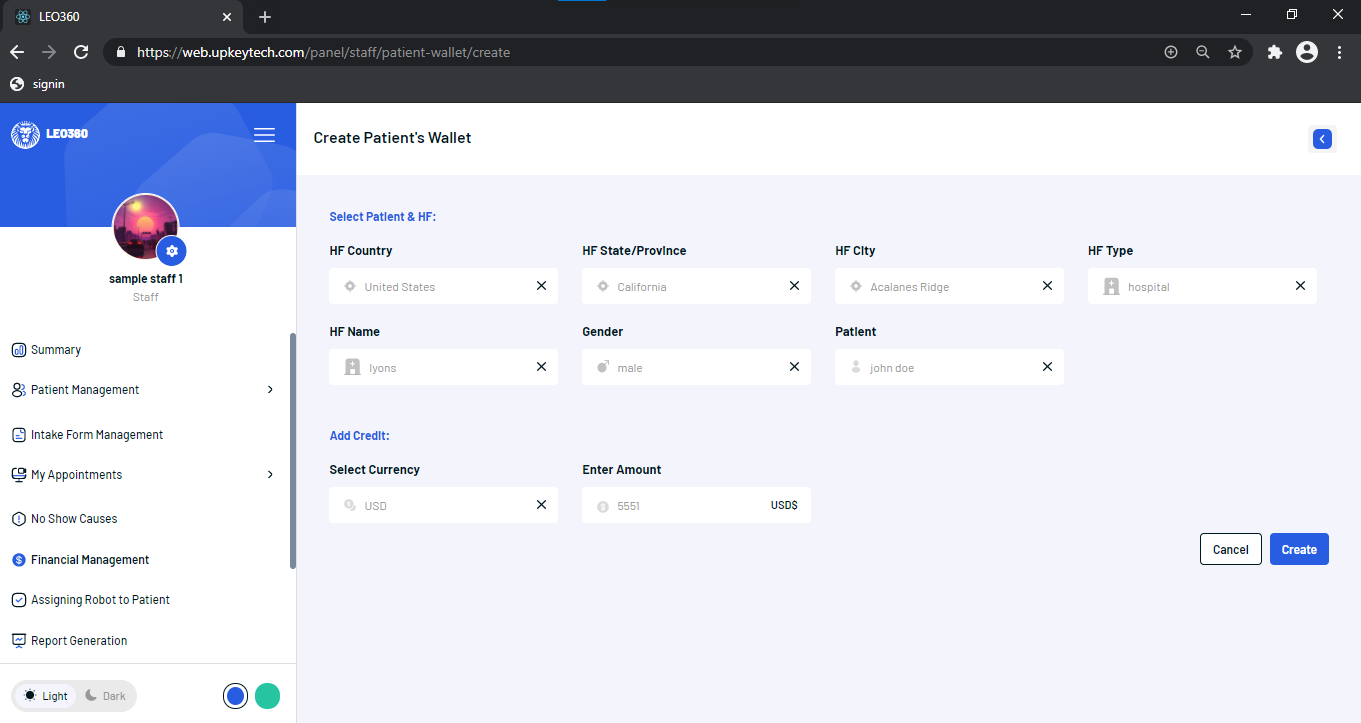 LEO360
https://web.upkeytech.com/panel/staff/patient-wallet/create
signin
LEO360
Create Patient's Wallet
sample staff 1
Staff
Summary
Patient Management
Intake Form Management
My Appointments
No Show Causes
Financial Management
Assigning Robot to Patient
Report Generation
Light Dark
Select Patient & HF:
HF Country HF State/Province HF City HF Type
United States California Acalanes Ridge hospital
HF Name Gender Patient
lyons male john doe
Add Credit:
Select Currency Enter Amount
USD 5551 USD$
Cancel Create